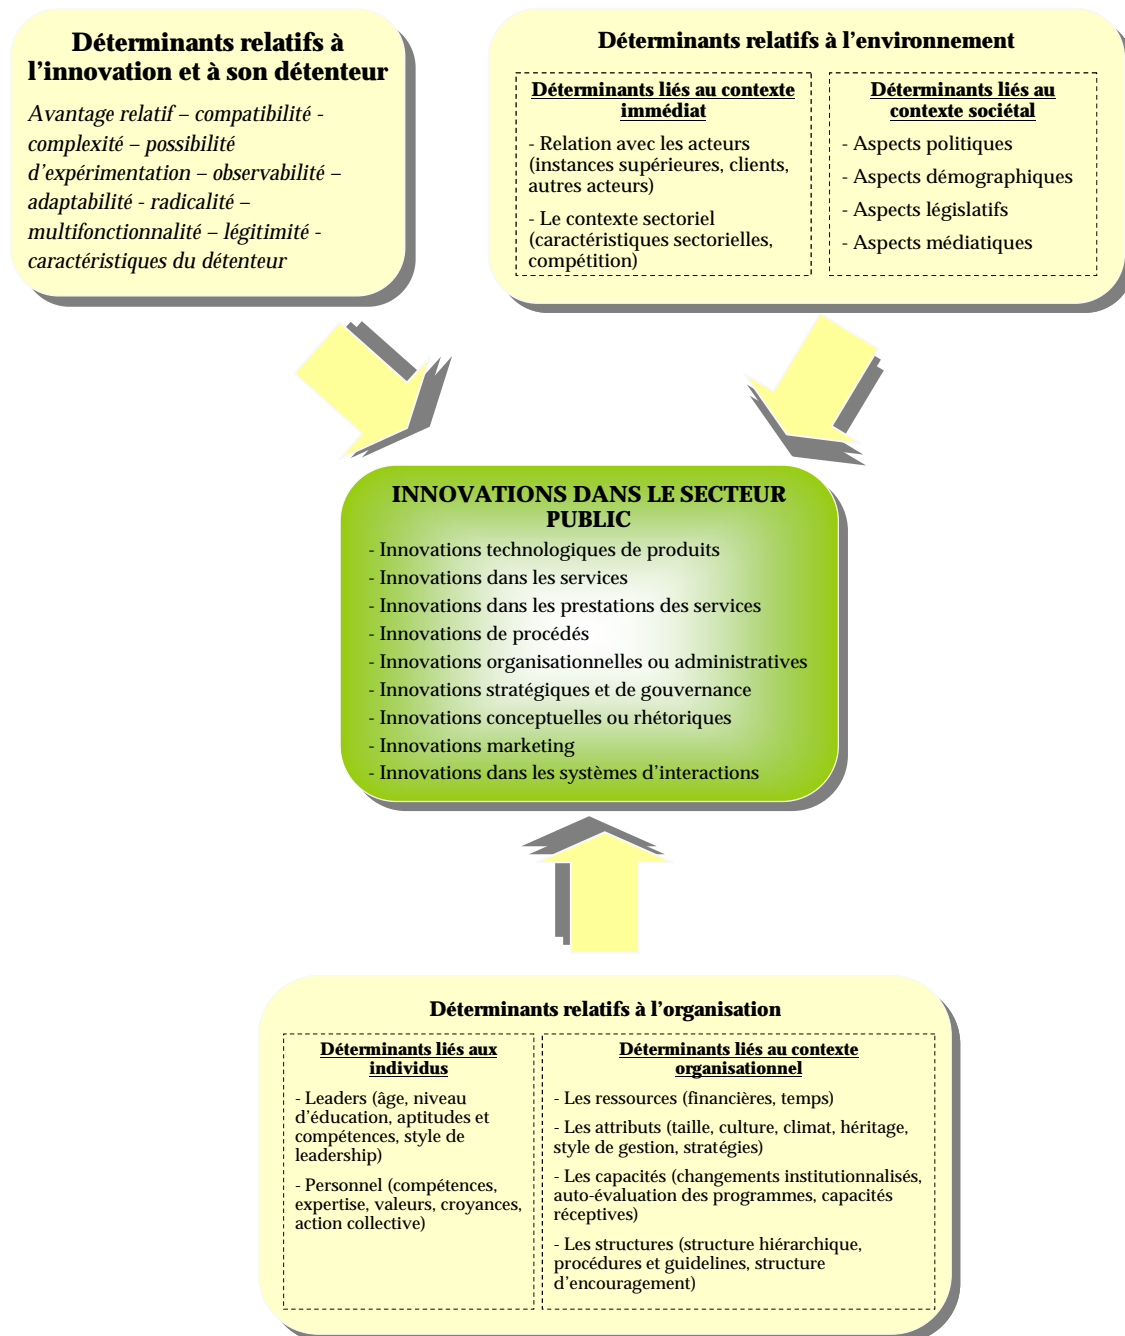 Déterminants relatifs à
l'innovation et à son détenteur
Avantage relatif – compatibilité -
complexité – possibilité
d'expérimentation – observabilité –
adaptabilité - radicalité –
multifonctionnalité – légitimité -
caractéristiques du détenteur
Déterminants relatifs à l'environnement
Déterminants liés au contexte
immédiat
- Relation avec les acteurs
(instances supérieures, clients,
autres acteurs)
- Le contexte sectoriel
(caractéristiques sectorielles,
compétition)
Déterminants liés au
contexte sociétal
- Aspects politiques
- Aspects démographiques
- Aspects législatifs
- Aspects médiatiques
INNOVATIONS DANS LE SECTEUR
PUBLIC
- Innovations technologiques de produits
- Innovations dans les services
- Innovations dans les prestations des services
- Innovations de procédés
- Innovations organisationnelles ou administratives
- Innovations stratégiques et de gouvernance
- Innovations conceptuelles ou rhétoriques
- Innovations marketing
- Innovations dans les systèmes d'interactions
Déterminants relatifs à l'organisation
Déterminants liés aux
individus
- Leaders (âge, niveau
d'éducation, aptitudes et
compétences, style de
leadership)
- Personnel (compétences,
expertise, valeurs, croyances,
action collective)
Déterminants liés au contexte
organisationnel
- Les ressources (financières, temps)
- Les attributs (taille, culture, climat, héritage,
style de gestion, stratégies)
- Les capacités (changements institutionnalisés,
auto-évaluation des programmes, capacités
réceptives)
- Les structures (structure hiérarchique,
procédures et guidelines, structure
d'encouragement)